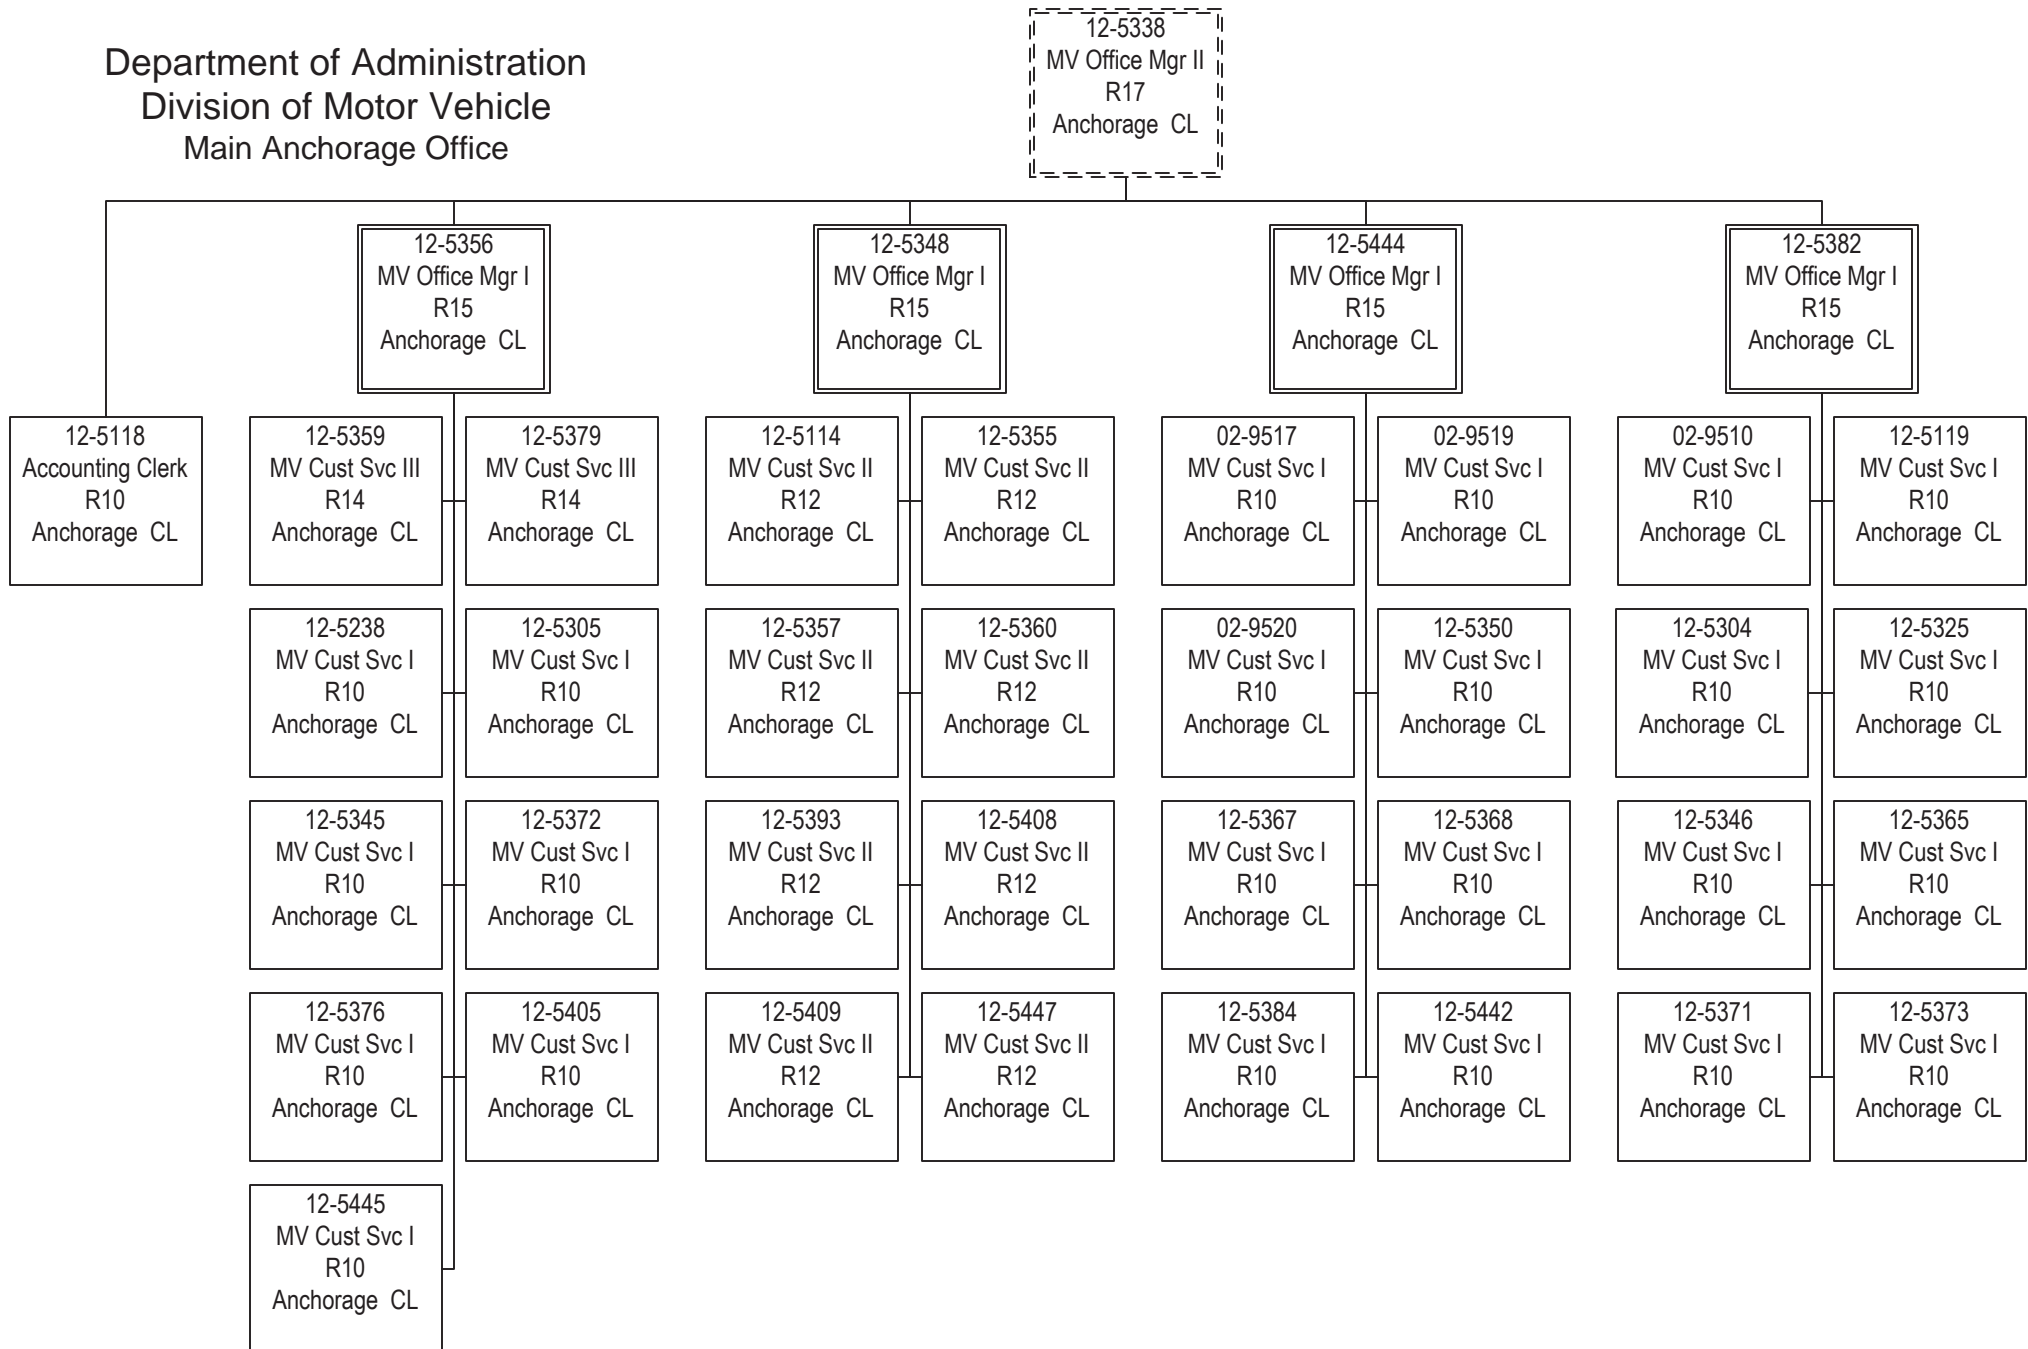 Department of Administration
Division of Motor Vehicle
Main Anchorage Office
12-5338
MV Office Mgr II
R17
Anchorage CL
12-5356
MV Office Mgr I
R15
Anchorage CL
12-5348
MV Office Mgr I
R15
Anchorage CL
12-5444
MV Office Mgr I
R15
Anchorage CL
12-5382
MV Office Mgr I
R15
Anchorage CL
12-5118
Accounting Clerk
R10
Anchorage CL
12-5359
MV Cust Svc III
R14
Anchorage CL
12-5379
MV Cust Svc III
R14
Anchorage CL
12-5114
MV Cust Svc II
R12
Anchorage CL
12-5355
MV Cust Svc II
R12
Anchorage CL
02-9517
MV Cust Svc I
R10
Anchorage CL
02-9519
MV Cust Svc I
R10
Anchorage CL
02-9510
MV Cust Svc I
R10
Anchorage CL
12-5119
MV Cust Svc I
R10
Anchorage CL
12-5238
MV Cust Svc I
R10
Anchorage CL
12-5305
MV Cust Svc I
R10
Anchorage CL
12-5357
MV Cust Svc II
R12
Anchorage CL
12-5360
MV Cust Svc II
R12
Anchorage CL
02-9520
MV Cust Svc I
R10
Anchorage CL
12-5350
MV Cust Svc I
R10
Anchorage CL
12-5304
MV Cust Svc I
R10
Anchorage CL
12-5325
MV Cust Svc I
R10
Anchorage CL
12-5345
MV Cust Svc I
R10
Anchorage CL
12-5372
MV Cust Svc I
R10
Anchorage CL
12-5393
MV Cust Svc II
R12
Anchorage CL
12-5408
MV Cust Svc II
R12
Anchorage CL
12-5367
MV Cust Svc I
R10
Anchorage CL
12-5368
MV Cust Svc I
R10
Anchorage CL
12-5346
MV Cust Svc I
R10
Anchorage CL
12-5365
MV Cust Svc I
R10
Anchorage CL
12-5376
MV Cust Svc I
R10
Anchorage CL
12-5405
MV Cust Svc I
R10
Anchorage CL
12-5409
MV Cust Svc II
R12
Anchorage CL
12-5447
MV Cust Svc II
R12
Anchorage CL
12-5384
MV Cust Svc I
R10
Anchorage CL
12-5442
MV Cust Svc I
R10
Anchorage CL
12-5371
MV Cust Svc I
R10
Anchorage CL
12-5373
MV Cust Svc I
R10
Anchorage CL
12-5445
MV Cust Svc I
R10
Anchorage CL